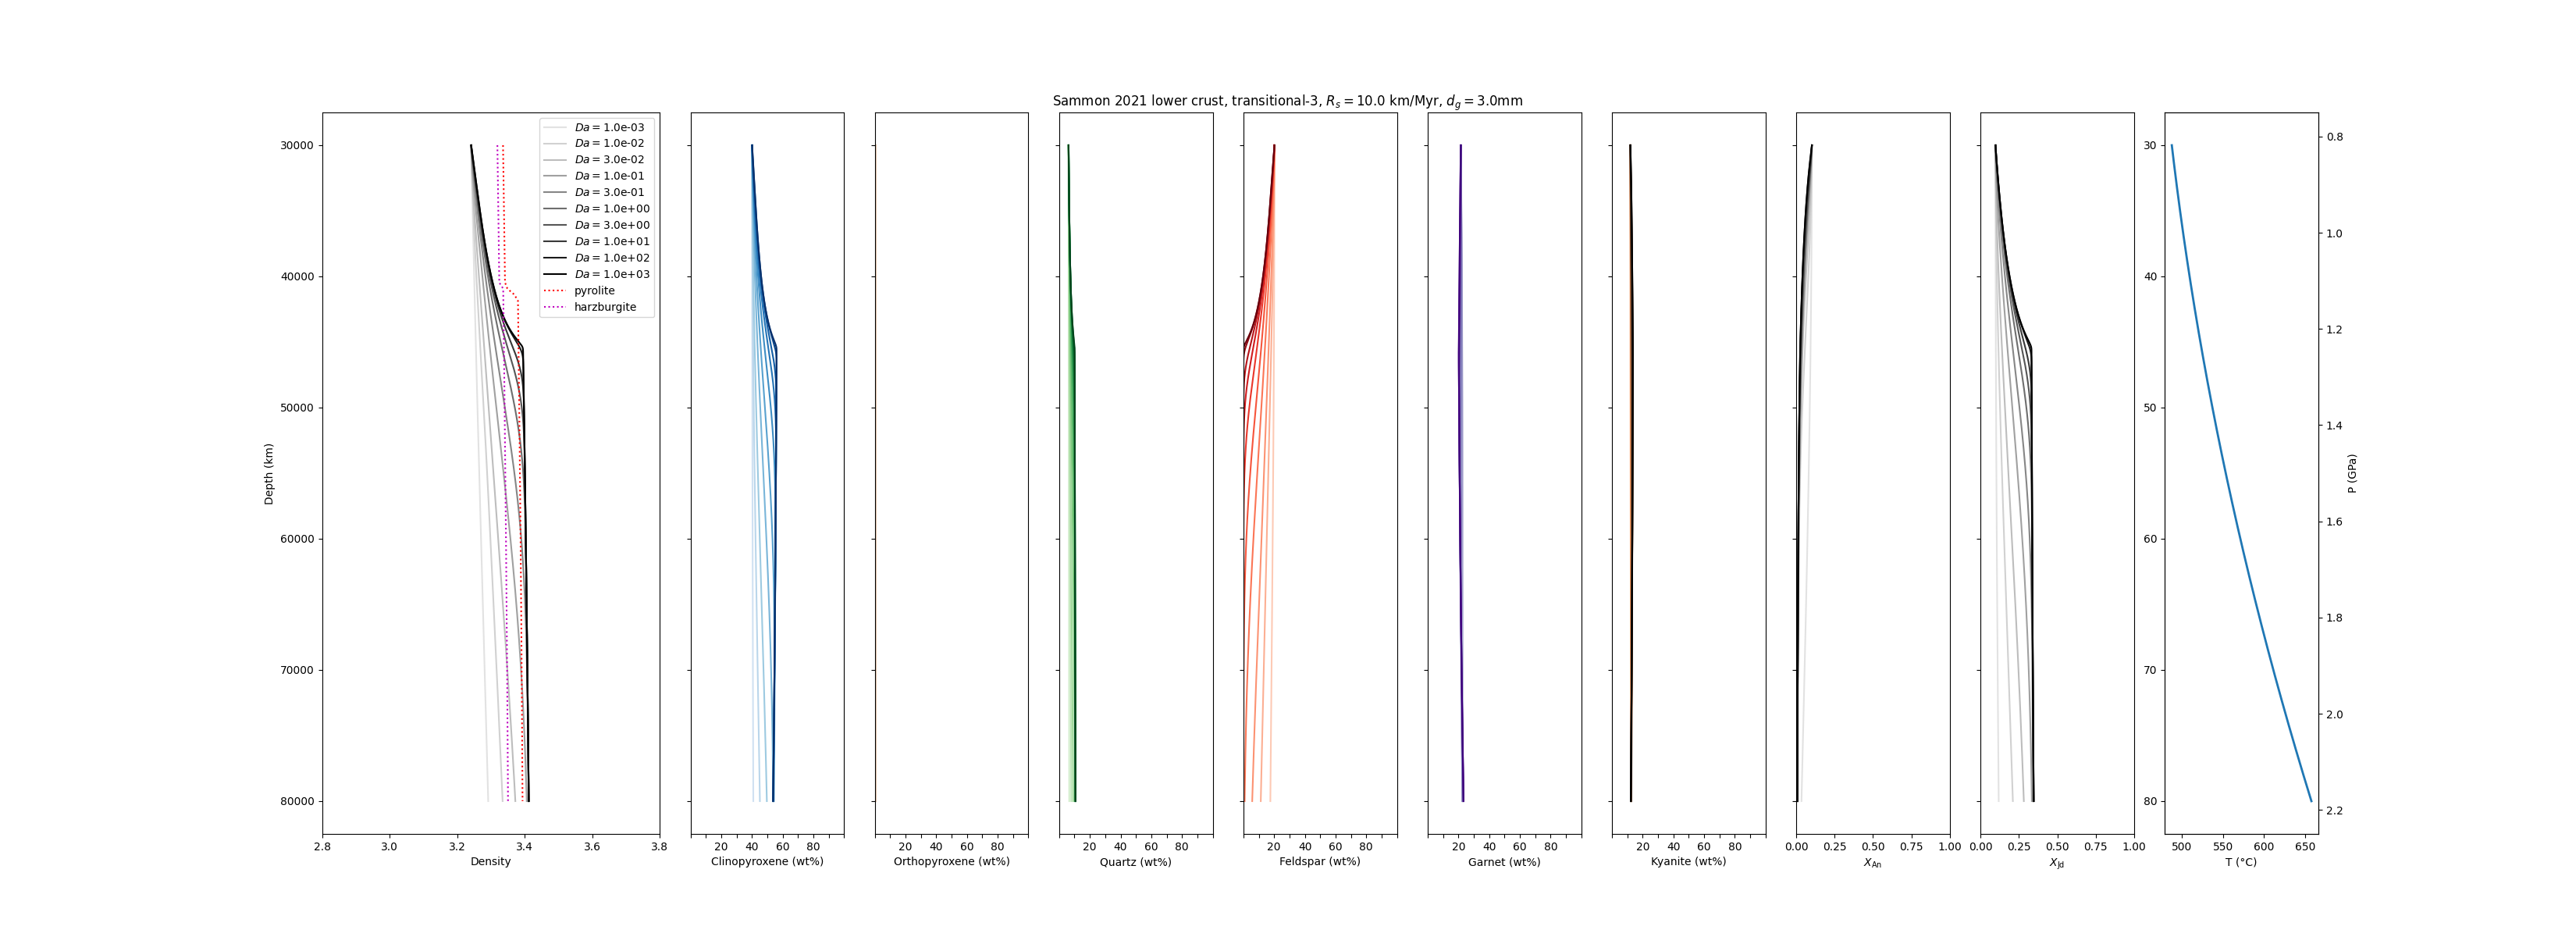 Sammon 2021 lower crust, transitional-3, R_s = 10.0 km/Myr, d_g = 3.0mm
Da = 1.0e-03
Da = 1.0e-02
Da = 3.0e-02
Da = 1.0e-01
Da = 3.0e-01
Da = 1.0e+00
Da = 3.0e+00
Da = 1.0e+01
Da = 1.0e+02
Da = 1.0e+03
pyrolite
harzburgite
Depth (km)
30000
40000
50000
60000
70000
80000
2.8 3.0 3.2 3.4 3.6 3.8
Density
20 40 60 80
Clinopyroxene (wt%)
20 40 60 80
Orthopyroxene (wt%)
20 40 60 80
Quartz (wt%)
20 40 60 80
Feldspar (wt%)
20 40 60 80
Garnet (wt%)
20 40 60 80
Kyanite (wt%)
0.00 0.25 0.50 0.75 1.00
X_An
0.00 0.25 0.50 0.75 1.00
X_Jd
30
40
50
60
70
80
500 550 600 650
T (°C)
0.8
1.0
1.2
1.4
1.6
1.8
2.0
2.2
P (GPa)